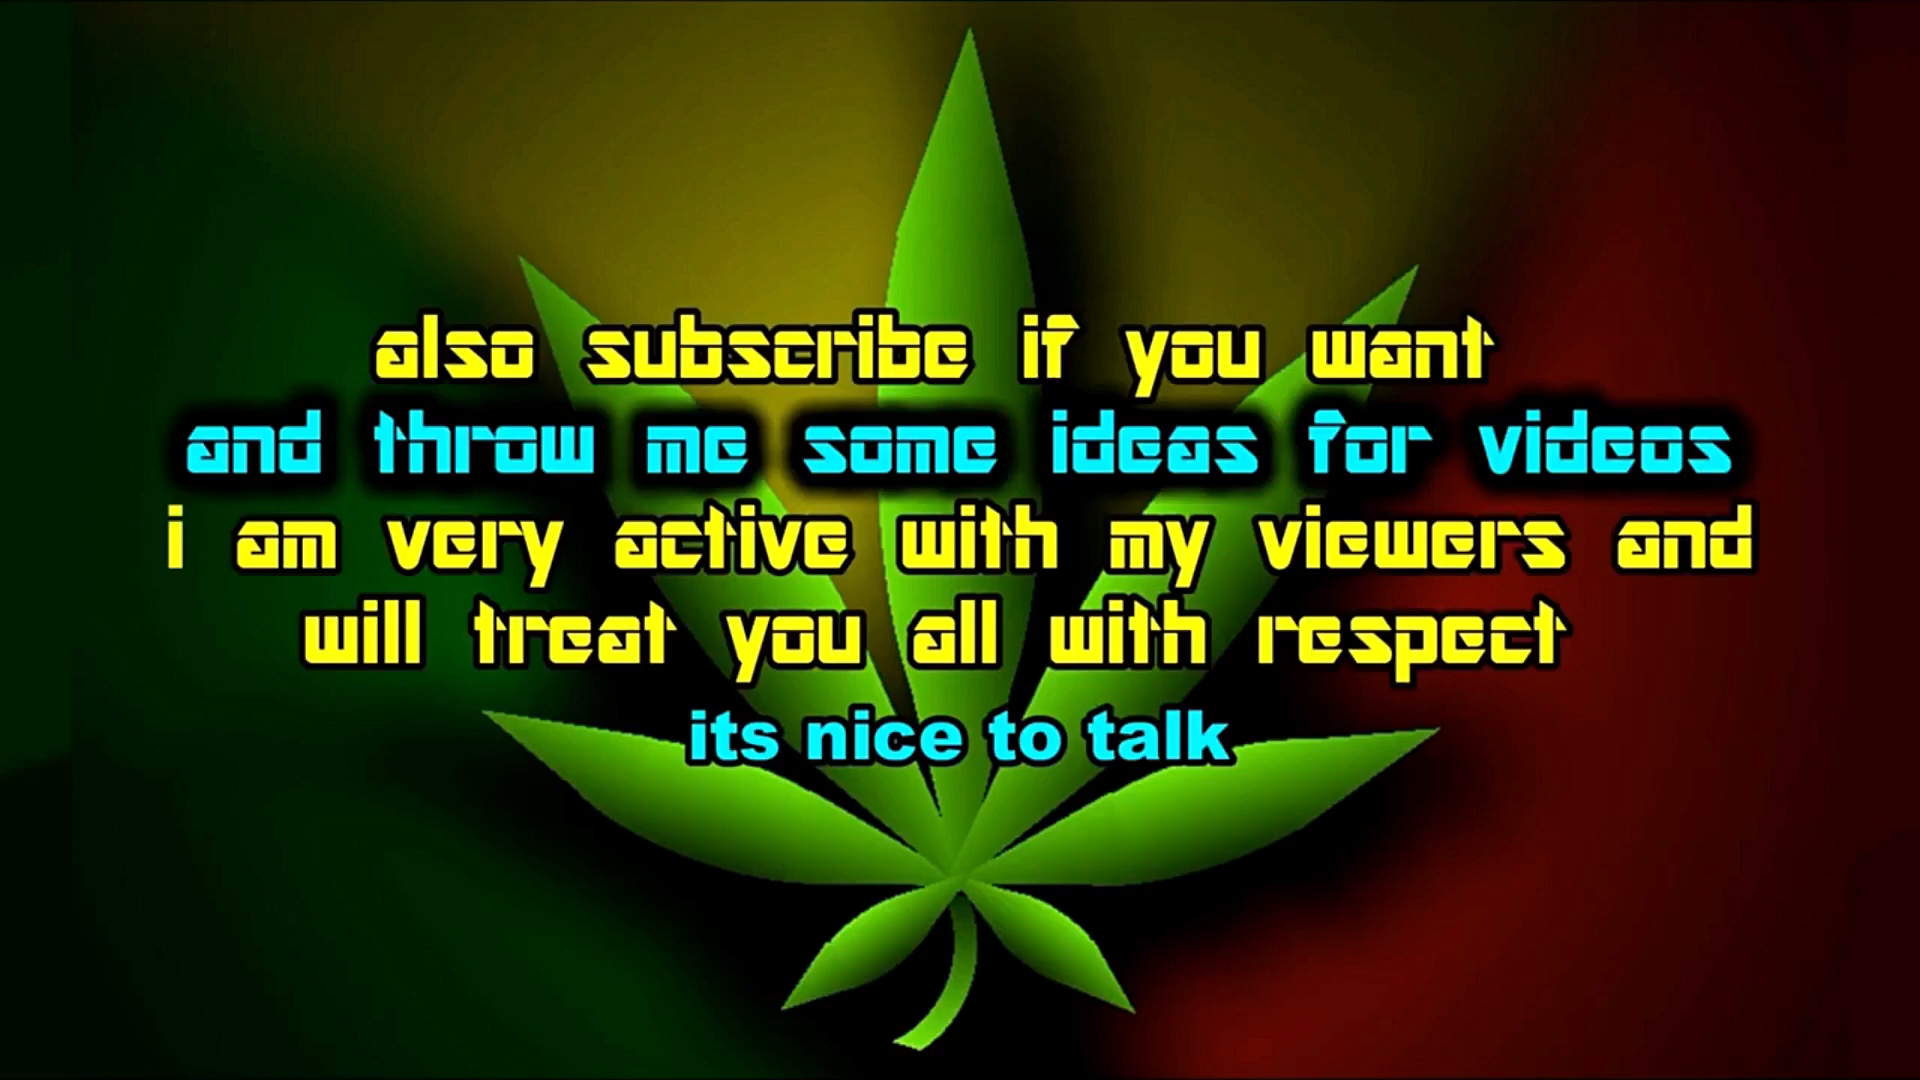 also subscribe if you want
and throw me some ideas for videos
i am very active with my viewers and
will treat you all with respect
its nice to talk